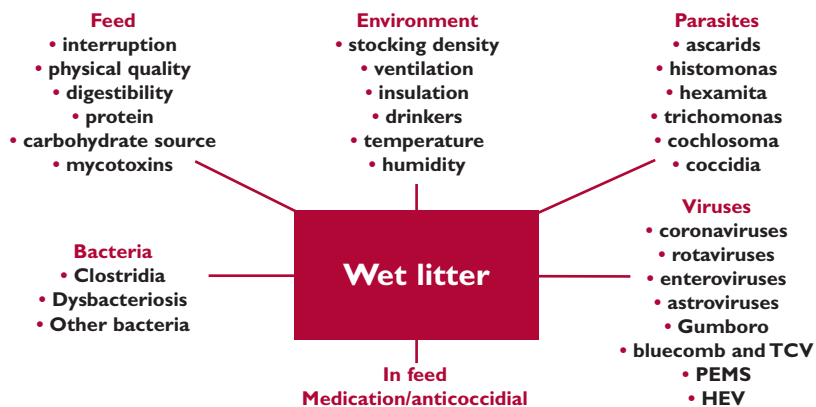 Feed
• interruption
• physical quality
• digestibility
• protein
• carbohydrate source
• mycotoxins
Environment
• stocking density
• ventilation
• insulation
• drinkers
• temperature
• humidity
Parasites
• ascarids
• histomonas
• hexamita
• trichomonas
• cochlosoma
• coccidia
Bacteria
• Clostridia
• Dysbacteriosis
• Other bacteria
Wet litter
Viruses
• coronaviruses
• rotaviruses
• enteroviruses
• astroviruses
• Gumboro
• bluecomb and TCV
• PEMS
• HEV
In feed
Medication/anticoccidial